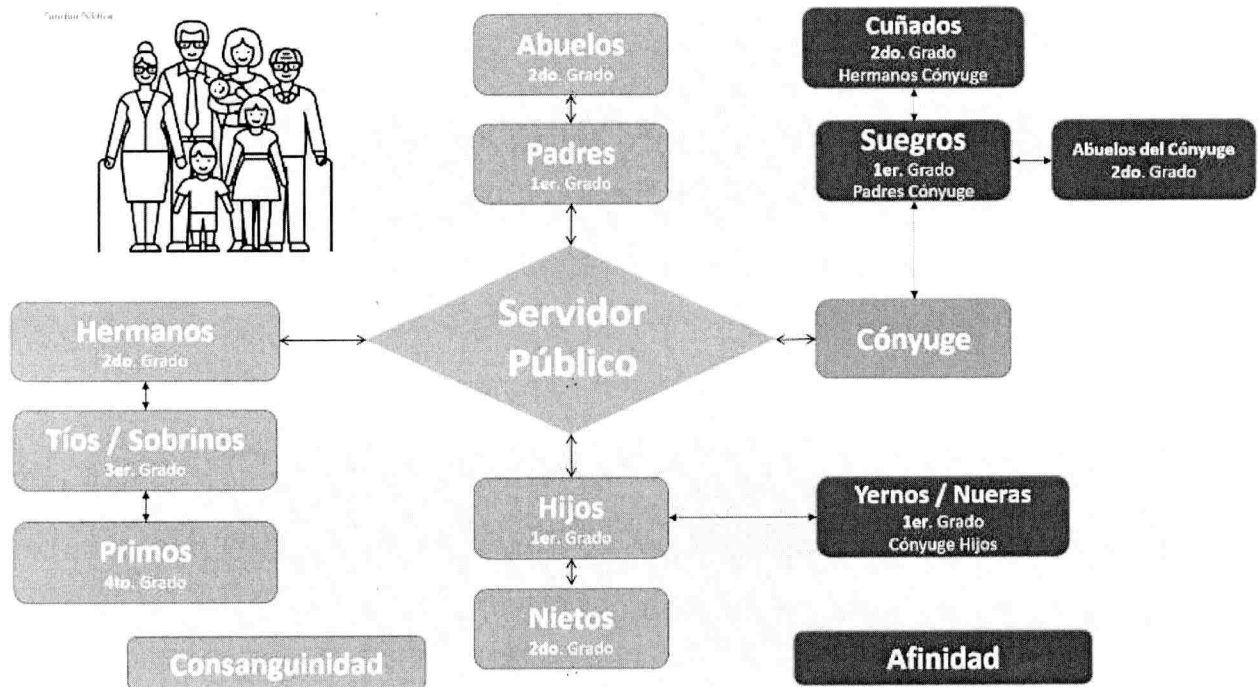 Abuelos
2do. Grado
Padres
1er. Grado
Cuñados
2do. Grado
Hermanos Cónyuge
Suegros
1er. Grado
Padres Cónyuge
Abuelos del Cónyuge
2do. Grado
Servidor
Público
Cónyuge
Hermanos
2do. Grado
Tíos / Sobrinos
3er. Grado
Primos
4to. Grado
Hijos
1er. Grado
Yernos / Nueras
1er. Grado
Cónyuge Hijos
Nietos
2do. Grado
Consanguinidad
Afinidad